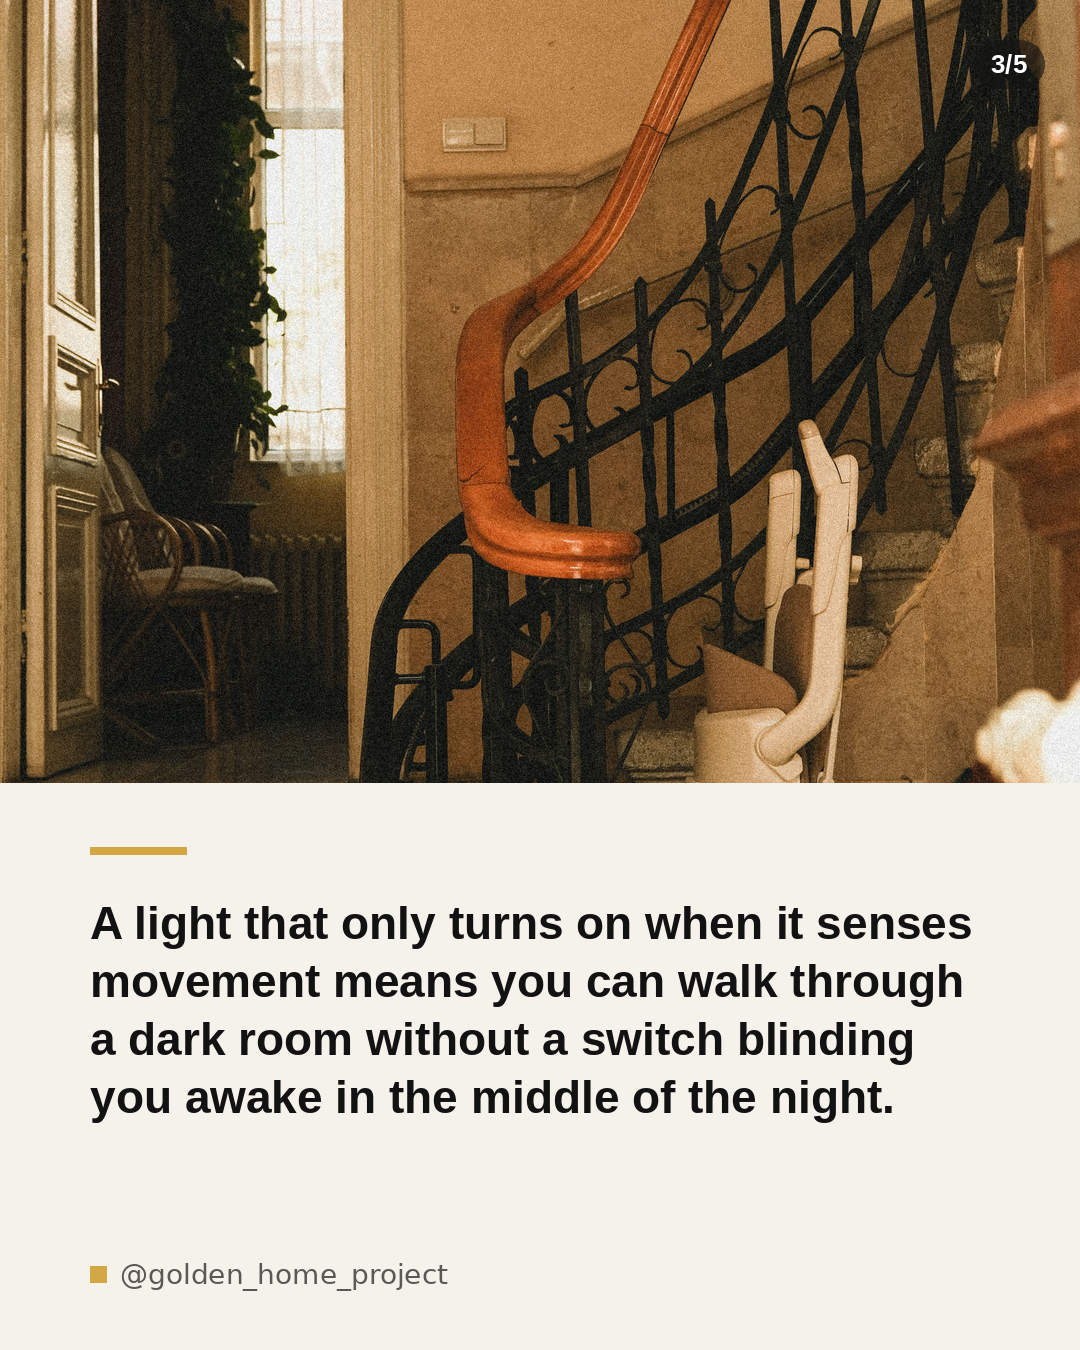 3/5
A light that only turns on when it senses
movement means you can walk through
a dark room without a switch blinding
you awake in the middle of the night.
@golden_home_project